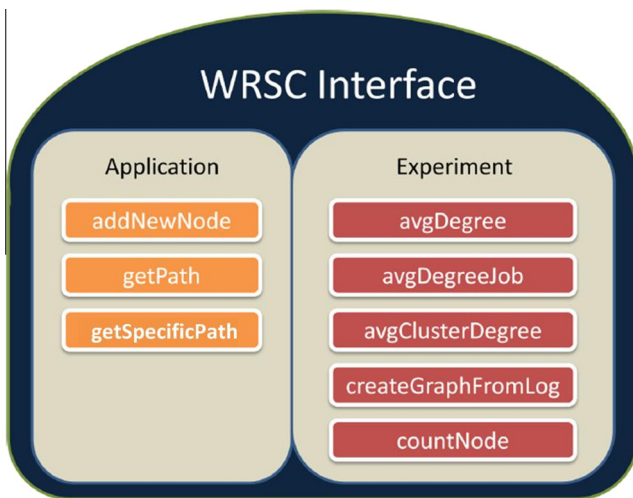 WRSC Interface
Application
addNewNode
getPath
getSpecificPath
Experiment
avgDegree
avgDegreeJob
avgClusterDegree
createGraphFromLog
countNode